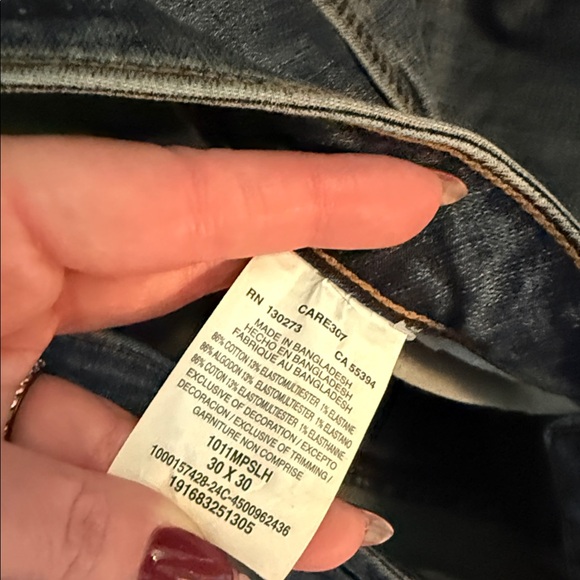 CARE307
RN 130273 CA 55394
MADE IN BANGLADESH
HECHO EN BANGLADESH
FABRIQUE AU BANGLADESH
86% COTTON 13% ELASTOMULTIESTER 1% ELASTANE
86% ALGODON 13% ELASTOMULTIESTER 1% ELASTANO
86% COTON 13% ELASTOMULTIESTER 1% ELASTHANNE
EXCLUSIVE OF DECORATION / EXCEPTO
DECORACION / EXCLUSIVE OF TRIMMING /
GARNITURE NON COMPRISE
1011MPSLH
30 X 30
1000157428-24C-4500962436
191683251305